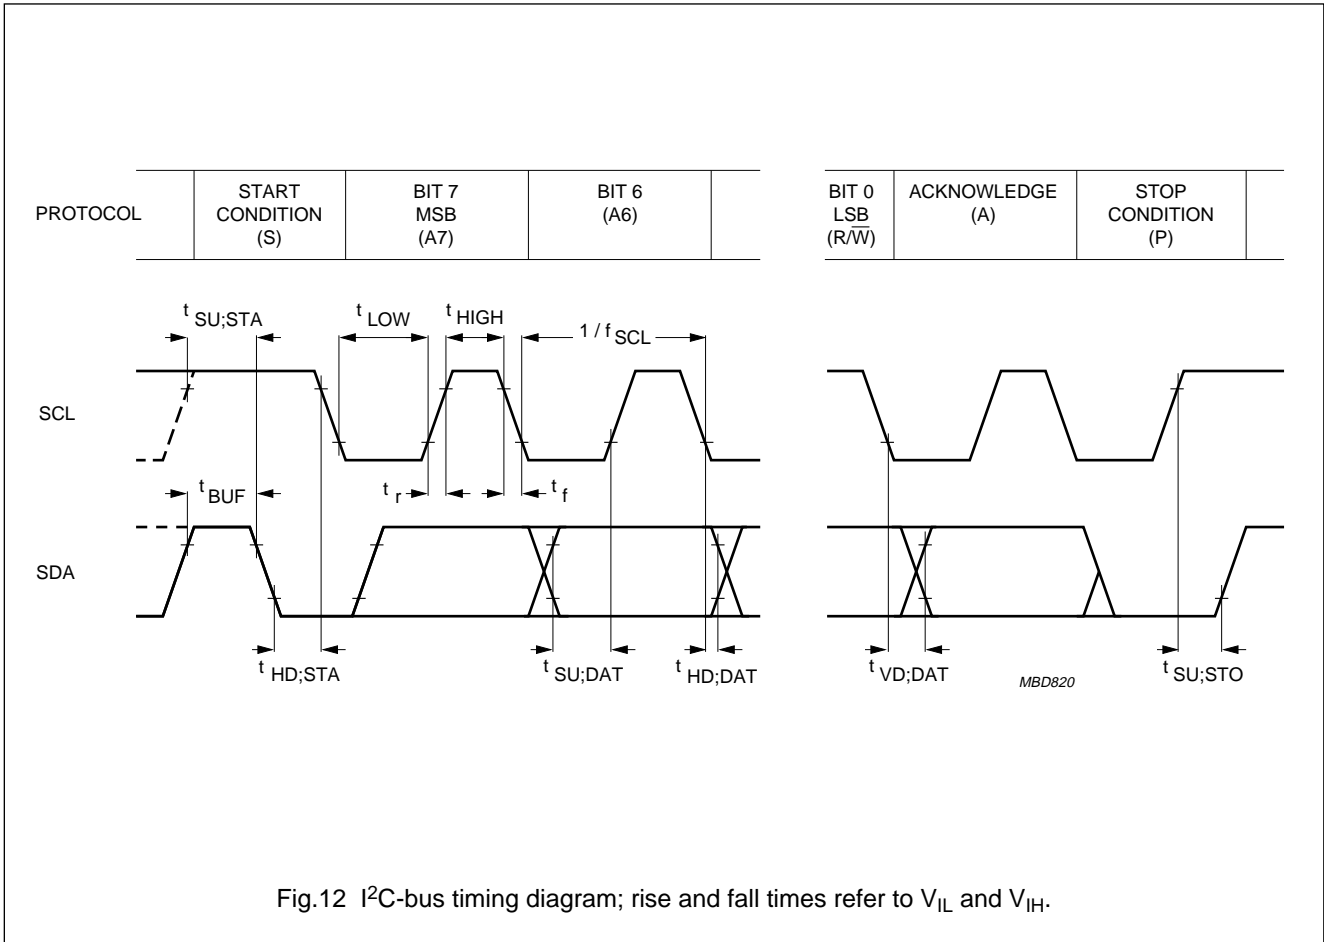 PROTOCOL
START
CONDITION
(S)
BIT 7
MSB
(A7)
BIT 6
(A6)
BIT 0
LSB
(R/W̅)
ACKNOWLEDGE
(A)
STOP
CONDITION
(P)
t SU;STA
t LOW
t HIGH
1 / f SCL
SCL
t BUF
t r
t f
SDA
t HD;STA
t SU;DAT
t HD;DAT
t VD;DAT
MBD820
t SU;STO
Fig.12 I²C-bus timing diagram; rise and fall times refer to VIL and VIH.